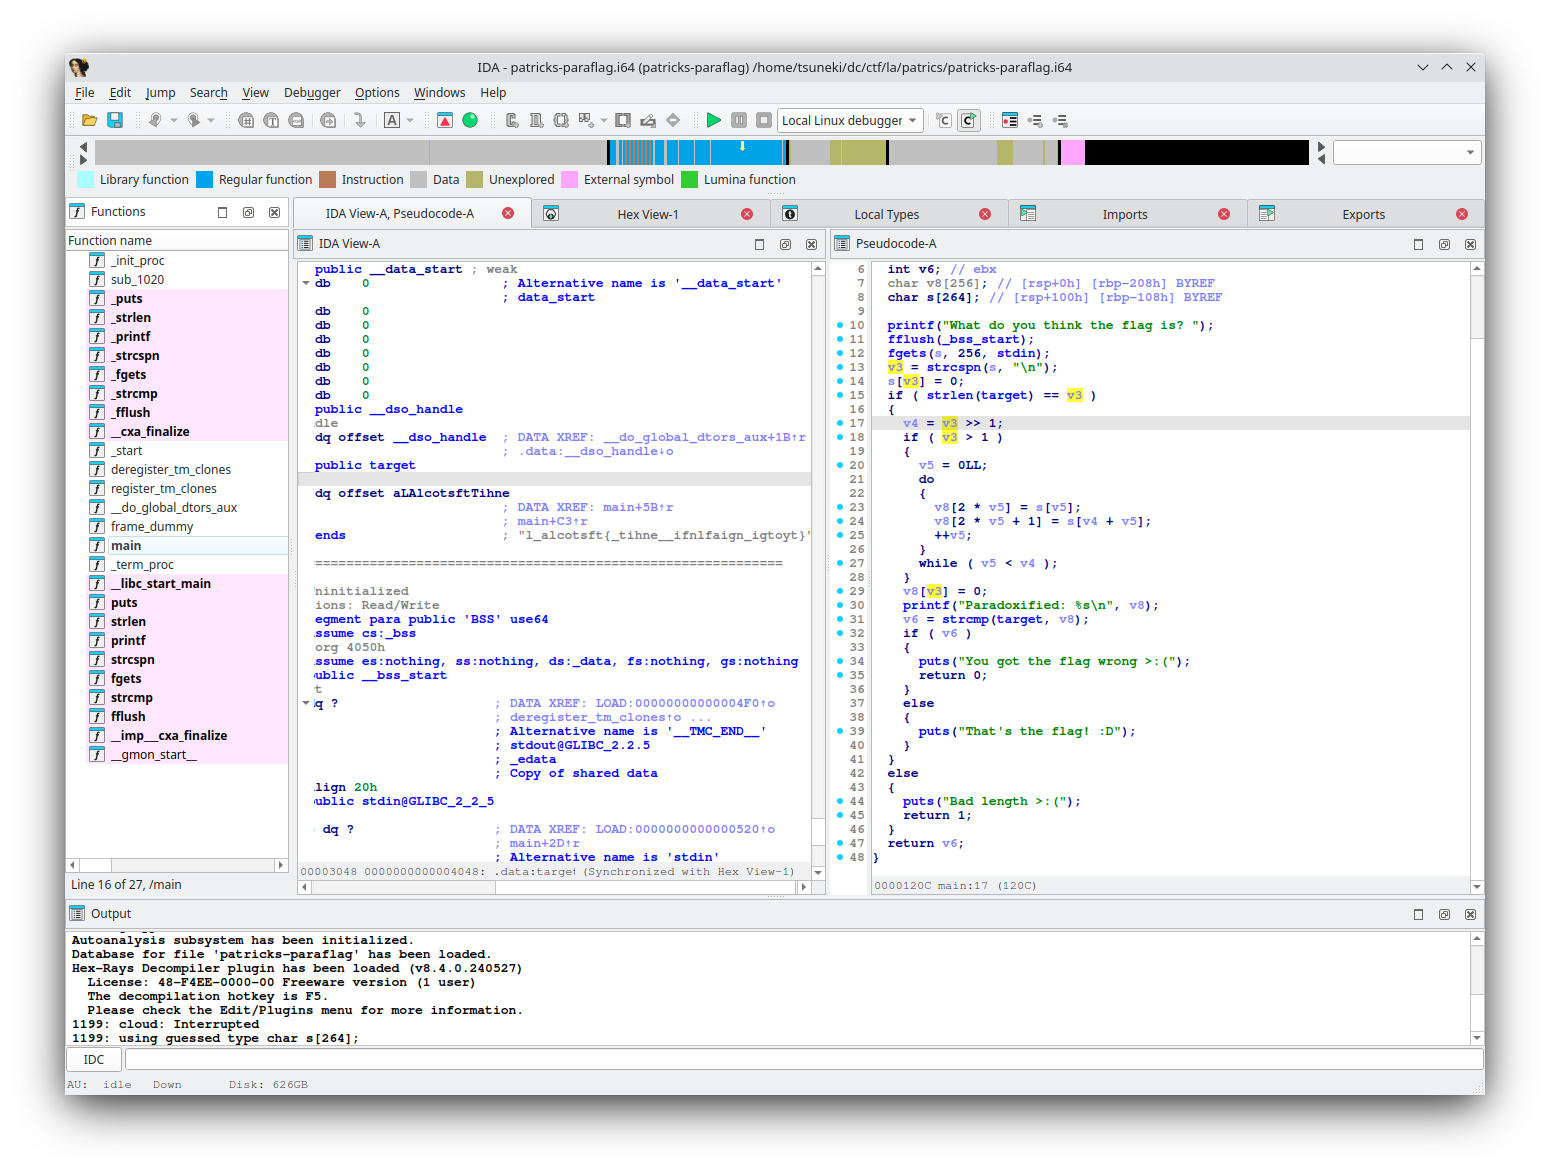 IDA - patricks-paraflag.i64 (patricks-paraflag) /home/tsuneki/dc/ctf/la/patrics/patricks-paraflag.i64
File Edit Jump Search View Debugger Options Windows Help
Local Linux debugger
Library function Regular function Instruction Data Unexplored External symbol Lumina function
Functions
Function name
_init_proc
sub_1020
_puts
_strlen
_printf
_strcspn
_fgets
_strcmp
_fflush
__cxa_finalize
_start
deregister_tm_clones
register_tm_clones
__do_global_dtors_aux
frame_dummy
main
_term_proc
__libc_start_main
puts
strlen
printf
strcspn
fgets
strcmp
fflush
__imp__cxa_finalize
__gmon_start__
Line 16 of 27, /main
IDA View-A, Pseudocode-A
Hex View-1
Local Types
Imports
Exports
IDA View-A
public __data_start ; weak
db 0 ; Alternative name is '__data_start'
; data_start
db 0
db 0
db 0
db 0
db 0
db 0
db 0
public __dso_handle
dle
dq offset __dso_handle ; DATA XREF: __do_global_dtors_aux+1B↑r
; .data:__dso_handle↓o
public target
dq offset aLAlcotsftTihne
; DATA XREF: main+5B↑r
; main+C3↑r
ends ; "l_alcotsft{_tihne__ifnlfaign_igtoyt}"
============================================================
ninitialized
ions: Read/Write
egment para public 'BSS' use64
ssume cs:_bss
org 4050h
ssume es:nothing, ss:nothing, ds:_data, fs:nothing, gs:nothing
public __bss_start
t
dq ? ; DATA XREF: LOAD:00000000000004F0↑o
; deregister_tm_clones↑o ...
; Alternative name is '__TMC_END__'
; stdout@GLIBC_2.2.5
; _edata
; Copy of shared data
lign 20h
public stdin@GLIBC_2_2_5
dq ? ; DATA XREF: LOAD:0000000000000520↑o
; main+2D↑r
; Alternative name is 'stdin'
00003048 0000000000004048: .data:target (Synchronized with Hex View-1)
Pseudocode-A
6 int v6; // ebx
7 char v8[256]; // [rsp+0h] [rbp-208h] BYREF
8 char s[264]; // [rsp+100h] [rbp-108h] BYREF
9
10 printf("What do you think the flag is? ");
11 fflush(_bss_start);
12 fgets(s, 256, stdin);
13 v3 = strcspn(s, "\n");
14 s[v3] = 0;
15 if ( strlen(target) == v3 )
16 {
17 v4 = v3 >> 1;
18 if ( v3 > 1 )
19 {
20 v5 = 0LL;
21 do
22 {
23 v8[2 * v5] = s[v5];
24 v8[2 * v5 + 1] = s[v4 + v5];
25 ++v5;
26 }
27 while ( v5 < v4 );
28 }
29 v8[v3] = 0;
30 printf("Paradoxified: %s\n", v8);
31 v6 = strcmp(target, v8);
32 if ( v6 )
33 {
34 puts("You got the flag wrong >:(");
35 return 0;
36 }
37 else
38 {
39 puts("That's the flag! :D");
40 }
41 }
42 else
43 {
44 puts("Bad length >:(");
45 return 1;
46 }
47 return v6;
48 }
0000120C main:17 (120C)
Output
Autoanalysis subsystem has been initialized.
Database for file 'patricks-paraflag' has been loaded.
Hex-Rays Decompiler plugin has been loaded (v8.4.0.240527)
License: 48-F4EE-0000-00 Freeware version (1 user)
The decompilation hotkey is F5.
Please check the Edit/Plugins menu for more information.
1199: cloud: Interrupted
1199: using guessed type char s[264];
IDC
AU: idle Down Disk: 626GB